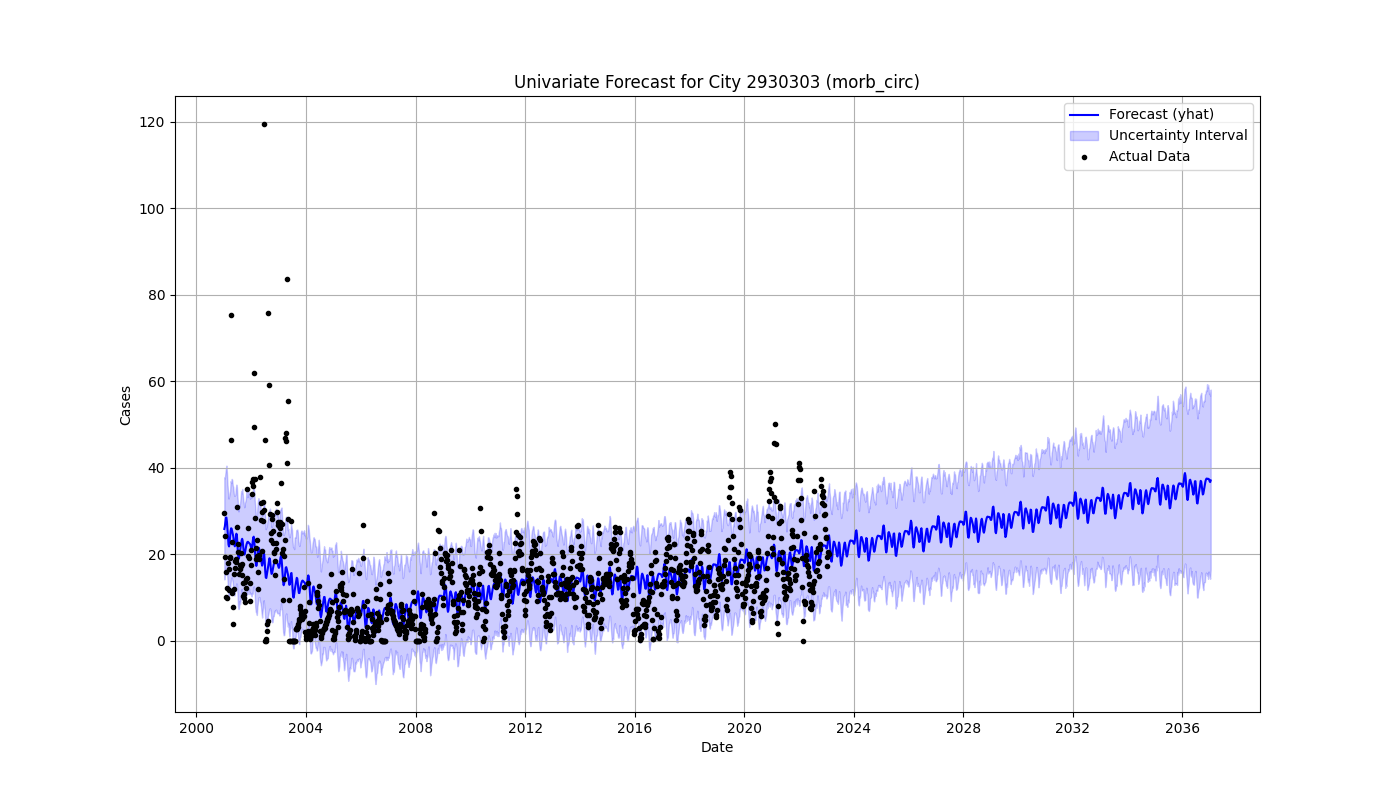 Univariate Forecast for City 2930303 (morb_circ)
Forecast (yhat)
Uncertainty Interval
Actual Data
120
100
80
60
40
20
0
Cases
2000 2004 2008 2012 2016 2020 2024 2028 2032 2036
Date